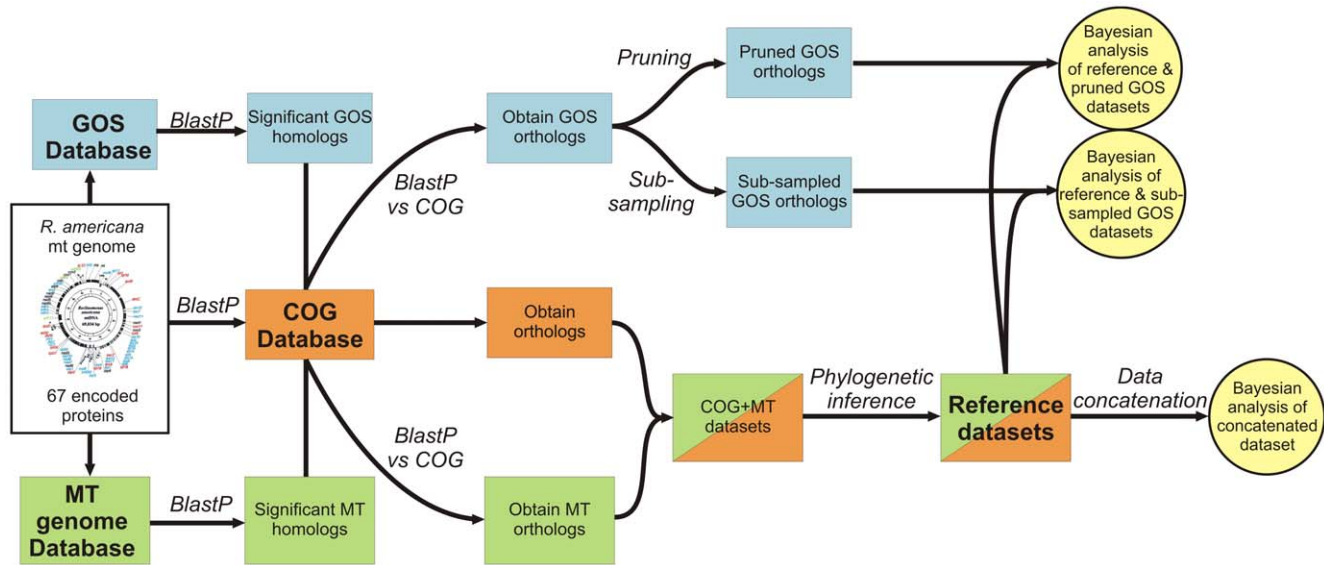 GOS
Database
BlastP
Significant GOS
homologs
BlastP
vs COG
Obtain GOS
orthologs
Pruning
Pruned GOS
orthologs
Sub-
sampling
Sub-sampled
GOS orthologs
Bayesian
analysis
of reference &
pruned GOS
datasets
Bayesian
analysis of
reference & sub-
sampled GOS
datasets
R. americana
mt genome
67 encoded
proteins
BlastP
COG
Database
Obtain
orthologs
COG+MT
datasets
Phylogenetic
inference
Reference
datasets
Data
concatenation
Bayesian
analysis of
concatenated
dataset
MT
genome
Database
BlastP
Significant MT
homologs
BlastP
vs COG
Obtain MT
orthologs